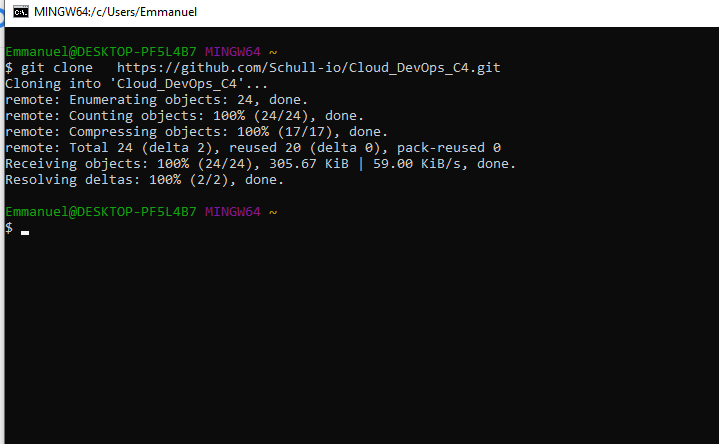 MINGW64:/c/Users/Emmanuel
Emmanuel@DESKTOP-PF5L4B7 MINGW64 ~
$ git clone   https://github.com/Schull-io/Cloud_DevOps_C4.git
Cloning into 'Cloud_DevOps_C4'...
remote: Enumerating objects: 24, done.
remote: Counting objects: 100% (24/24), done.
remote: Compressing objects: 100% (17/17), done.
remote: Total 24 (delta 2), reused 20 (delta 0), pack-reused 0
Receiving objects: 100% (24/24), 305.67 KiB | 59.00 KiB/s, done.
Resolving deltas: 100% (2/2), done.
Emmanuel@DESKTOP-PF5L4B7 MINGW64 ~
$